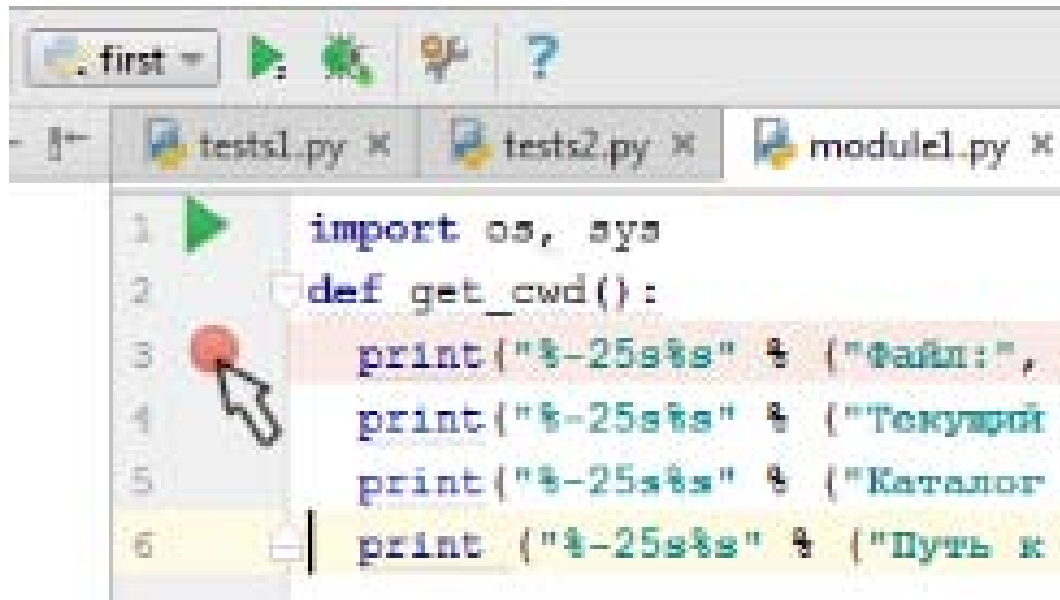 first
?
tests1.py × tests2.py × module1.py ×
1 import os, sys
2 def get_cwd():
3 print("%-25s%s" % ("Файл:",
4 print("%-25s%s" % ("Текущий
5 print("%-25s%s" % ("Каталог
6 print ("%-25s%s" % ("Путь к